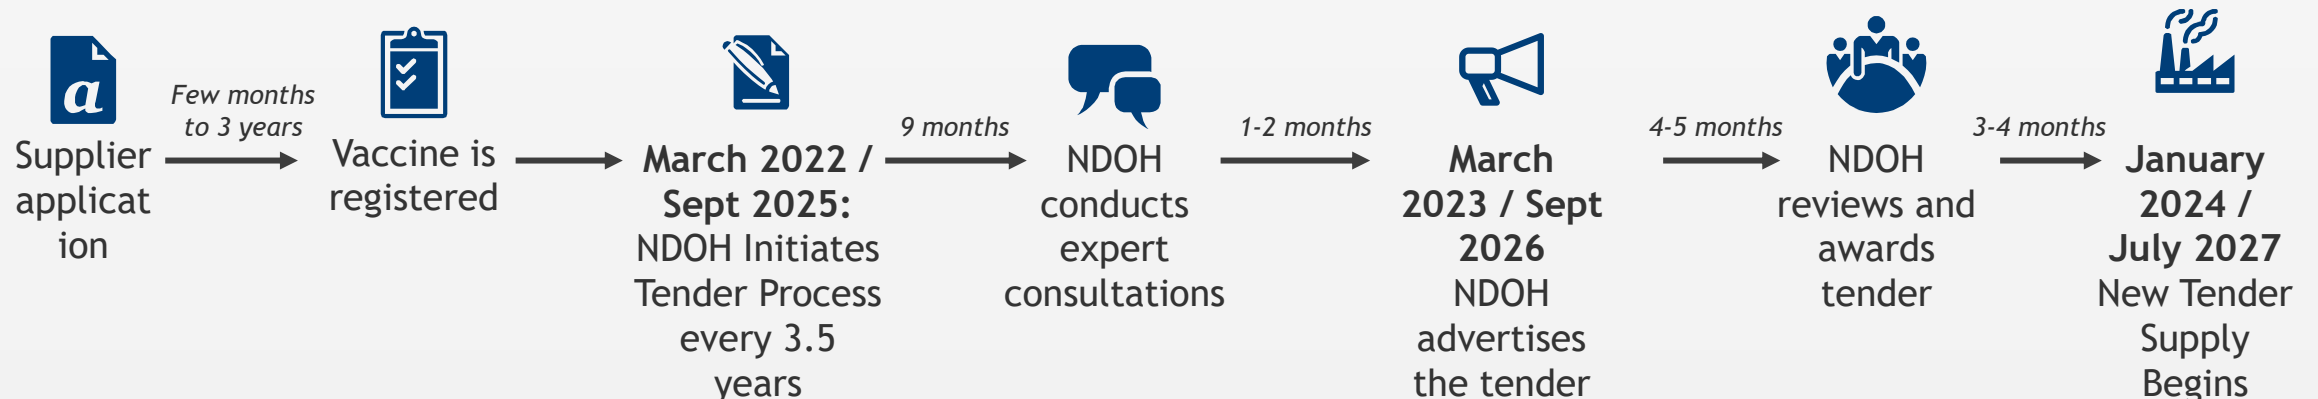 a
Supplier
applicat
ion
Few months
to 3 years
Vaccine is
registered
March 2022 /
Sept 2025:
NDOH Initiates
Tender Process
every 3.5
years
9 months
NDOH
conducts
expert
consultations
1-2 months
March
2023 / Sept
2026
NDOH
advertises
the tender
4-5 months
NDOH
reviews and
awards
tender
3-4 months
January
2024 /
July 2027
New Tender
Supply
Begins